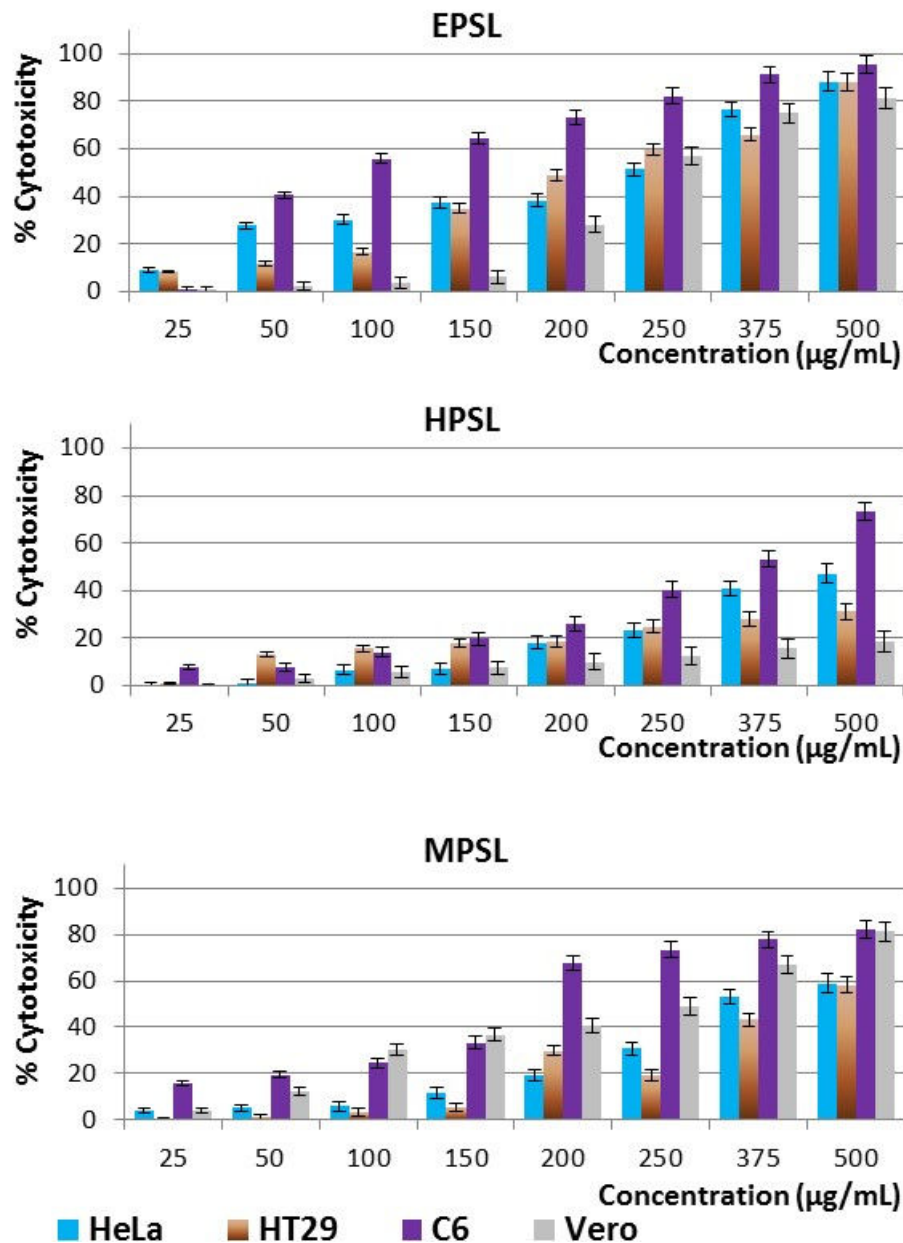 EPSL
% Cytotoxicity
100
80
60
40
20
0
25 50 100 150 200 250 375 500
Concentration (µg/mL)
HPSL
% Cytotoxicity
100
80
60
40
20
0
25 50 100 150 200 250 375 500
Concentration (µg/mL)
MPSL
% Cytotoxicity
100
80
60
40
20
0
25 50 100 150 200 250 375 500
Concentration (µg/mL)
HeLa HT29 C6 Vero